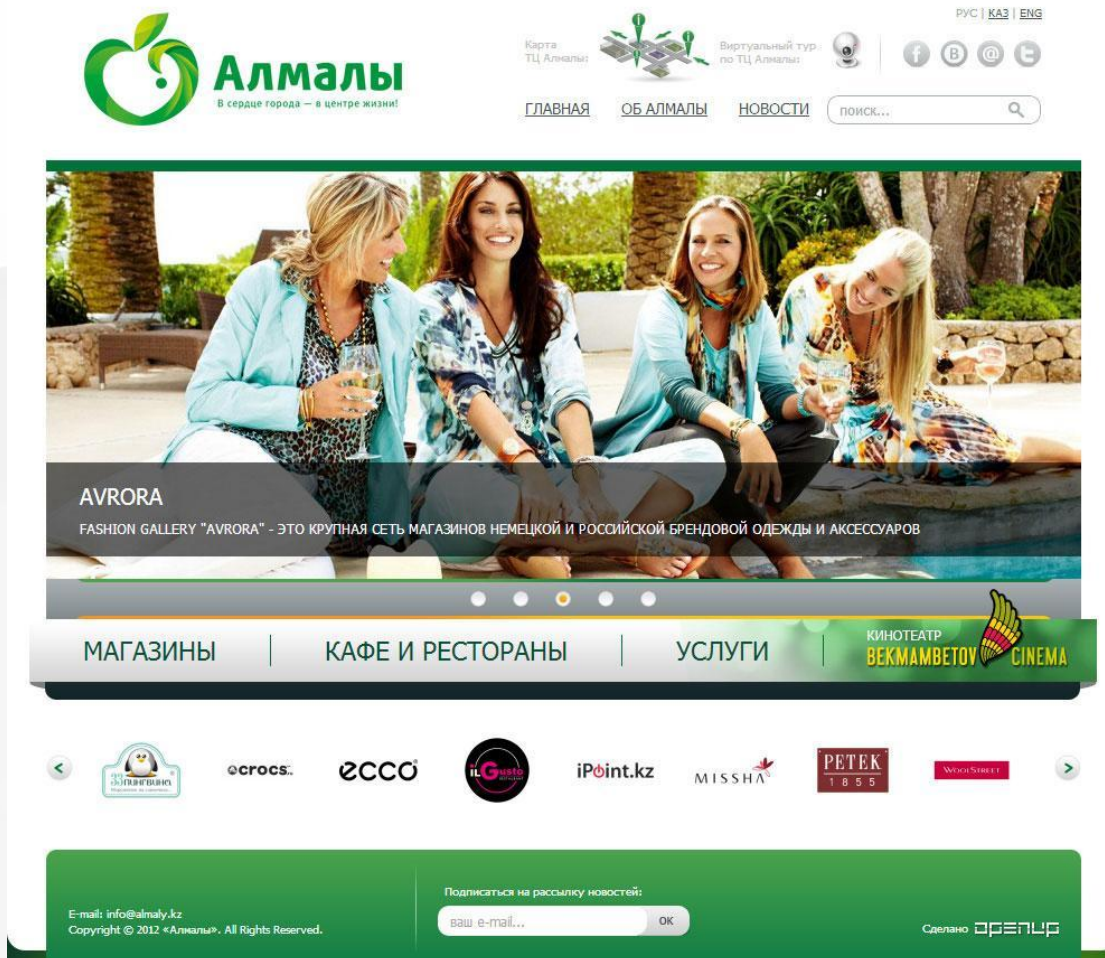 РУС | КАЗ | ENG
Карта
ТЦ Алмалы:
Виртуальный тур
по ТЦ Алмалы:
Алмалы
В сердце города – в центре жизни!
ГЛАВНАЯ
ОБ АЛМАЛЫ
НОВОСТИ
поиск...
AVRORA
FASHION GALLERY "AVRORA" - ЭТО КРУПНАЯ СЕТЬ МАГАЗИНОВ НЕМЕЦКОЙ И РОССИЙСКОЙ БРЕНДОВОЙ ОДЕЖДЫ И АКСЕССУАРОВ
МАГАЗИНЫ
КАФЕ И РЕСТОРАНЫ
УСЛУГИ
КИНОТЕАТР
BEKMAMBETOV CINEMA
33 пингвина
crocs
ecco
iL Gusto
iPoint.kz
MISSHA
PETEK
1855
WOOLSTREET
Подписаться на рассылку новостей:
ваш e-mail...
OK
E-mail: info@almaly.kz
Copyright © 2012 «Алмалы». All Rights Reserved.
Сделано OPENUP